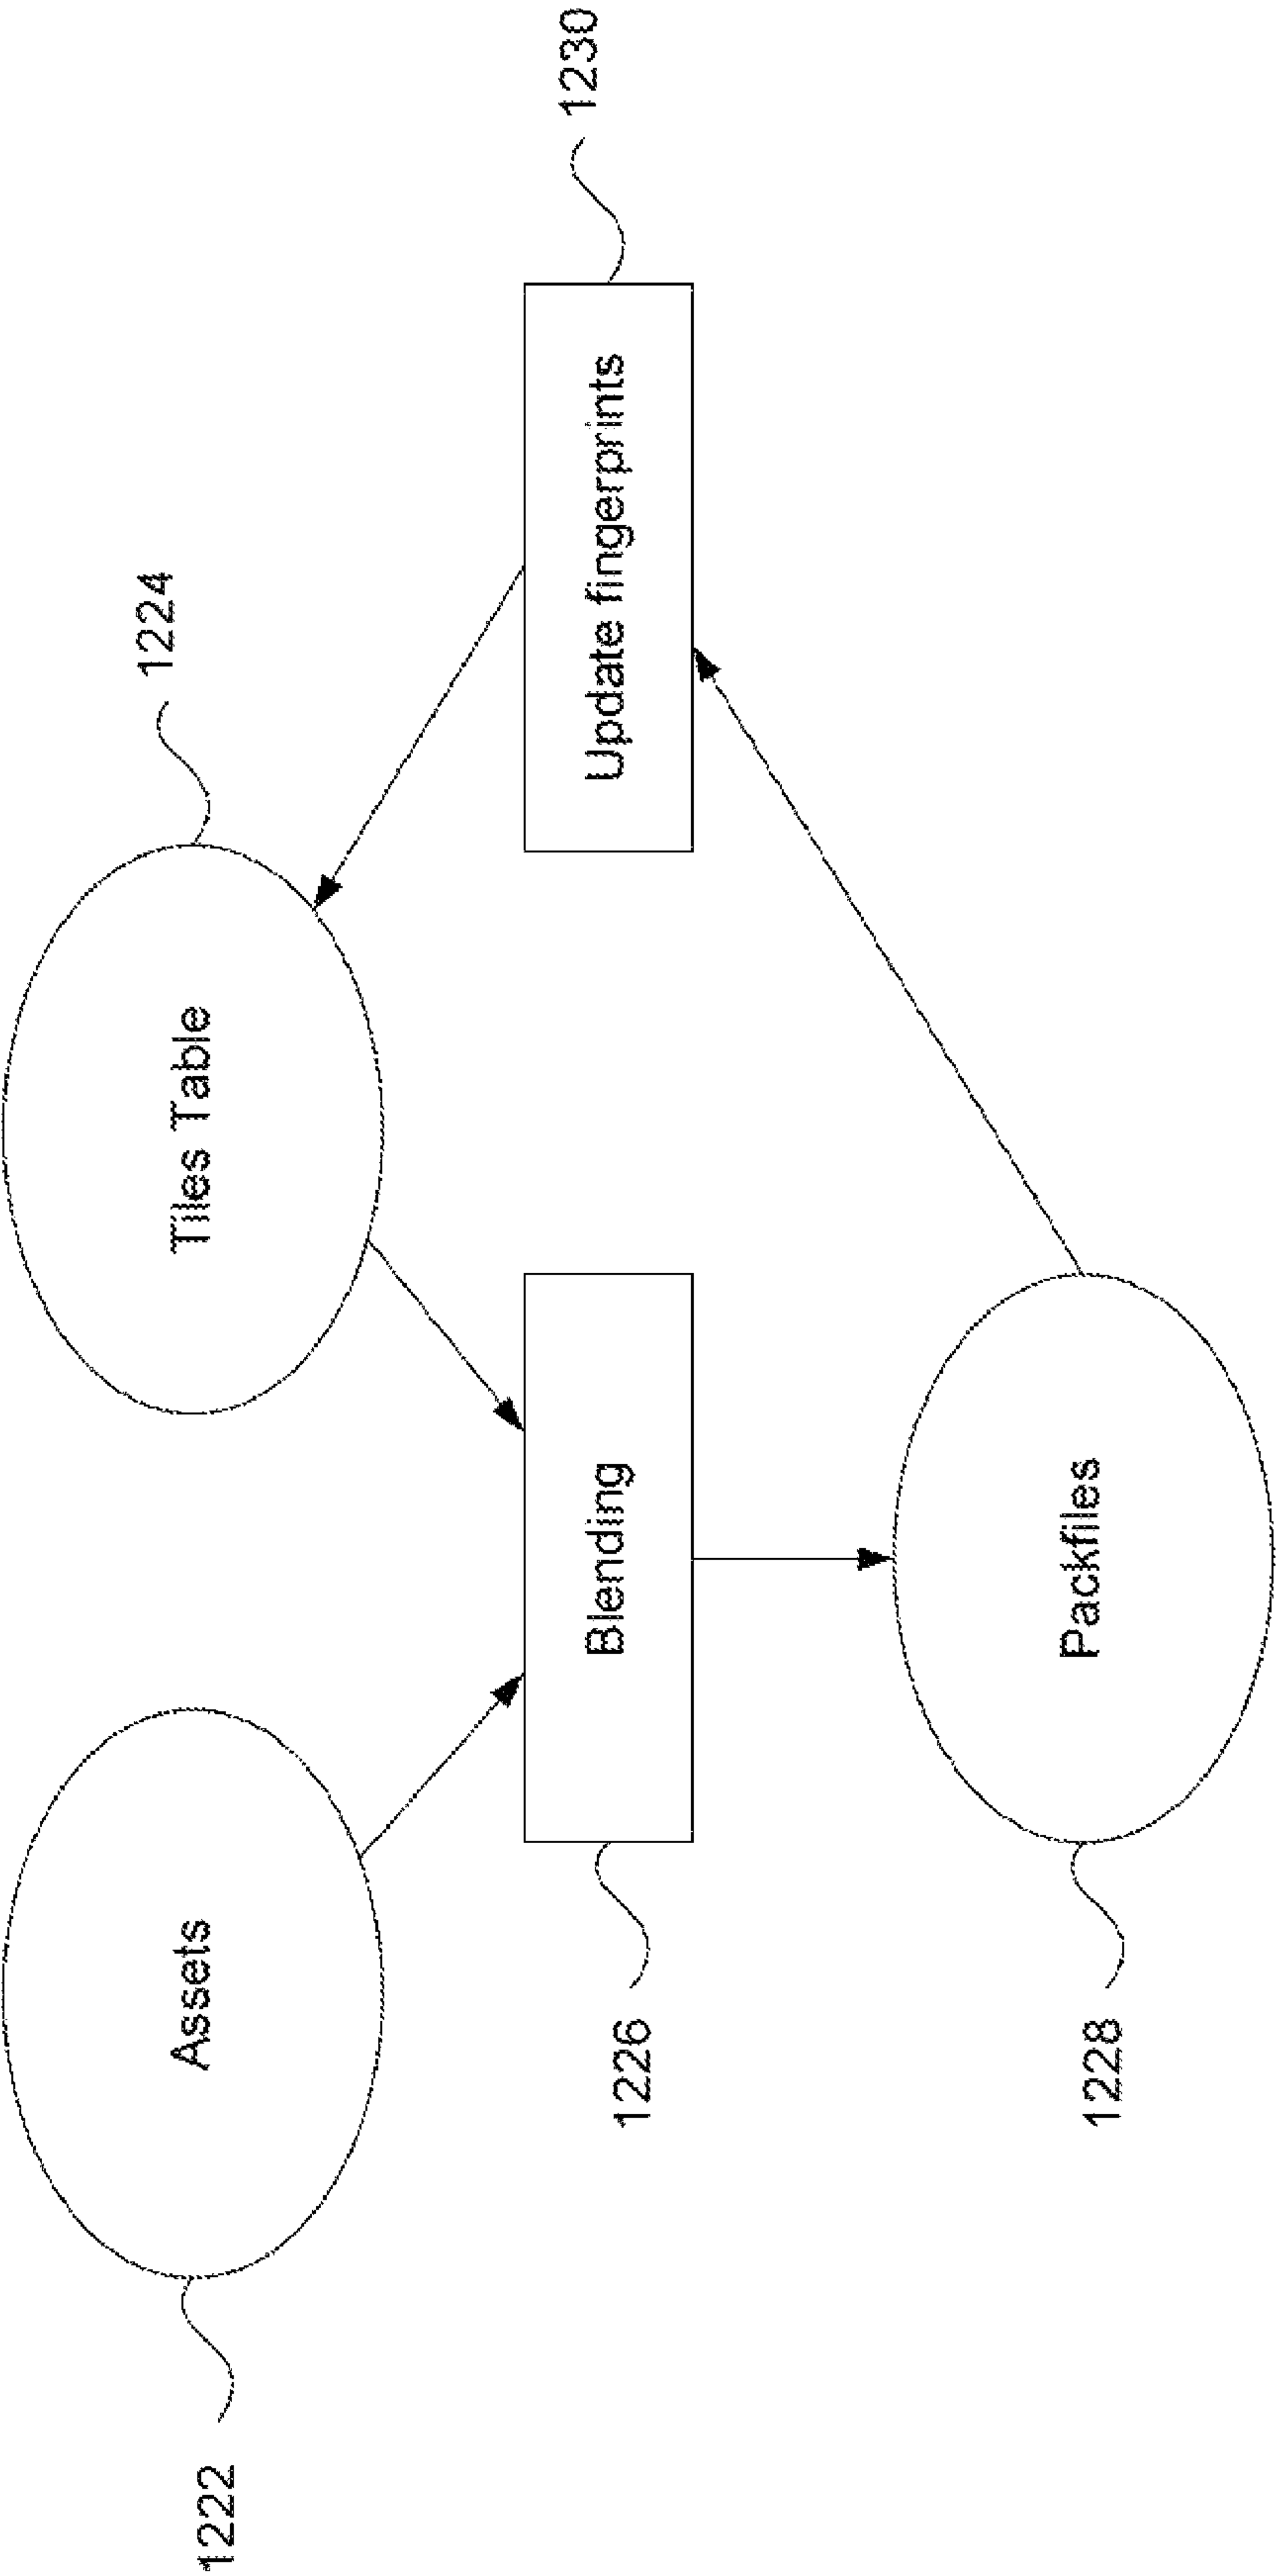 1222
Assets
Tiles Table
1224
1226
Blending
Update fingerprints
1230
1228
Packfiles